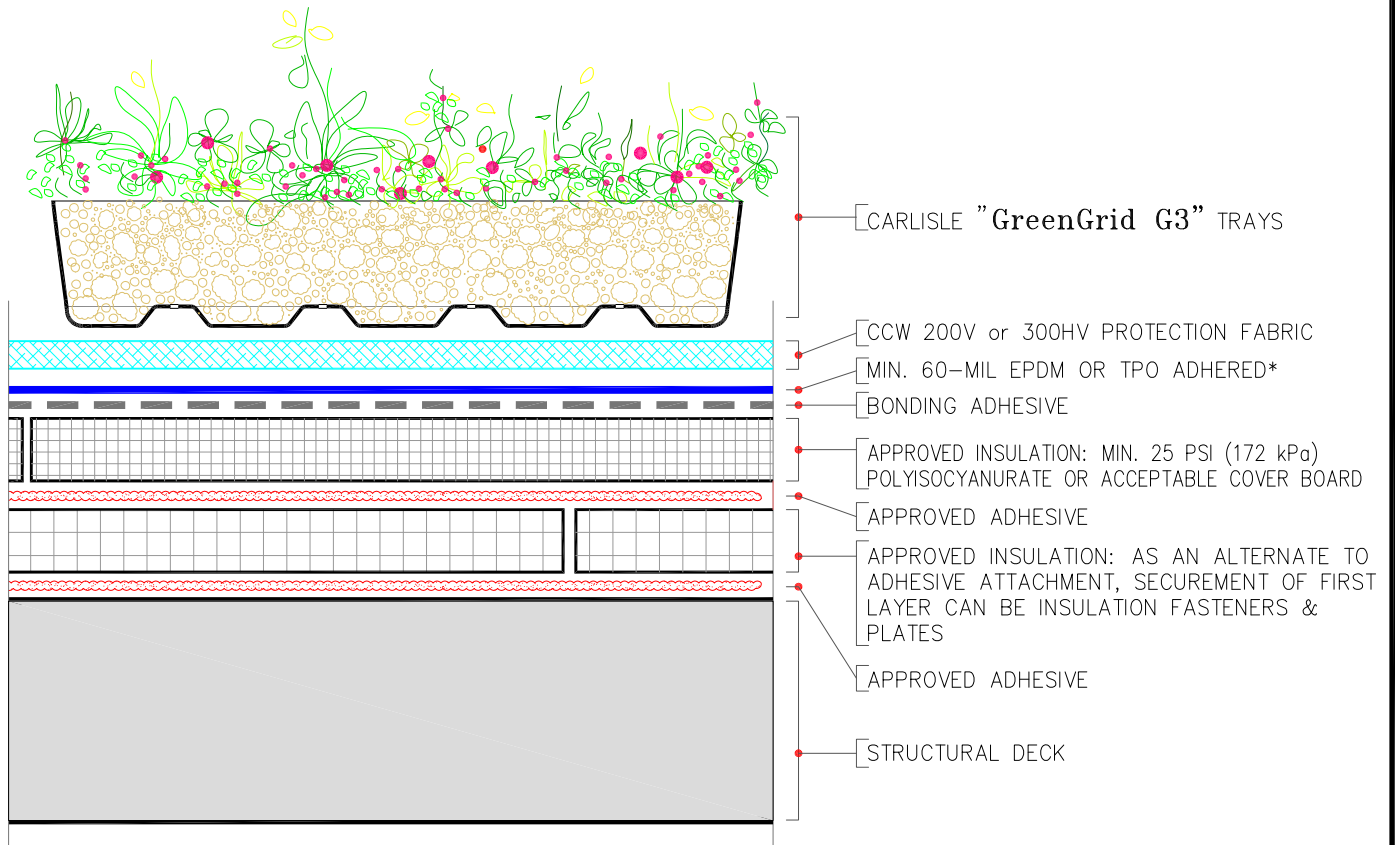 CARLISLE "GreenGrid G3" TRAYS
CCW 200V or 300HV PROTECTION FABRIC
MIN. 60-MIL EPDM OR TPO ADHERED*
BONDING ADHESIVE
APPROVED INSULATION: MIN. 25 PSI (172 kPa)
POLYISOCYANURATE OR ACCEPTABLE COVER BOARD
APPROVED ADHESIVE
APPROVED INSULATION: AS AN ALTERNATE TO
ADHESIVE ATTACHMENT, SECUREMENT OF FIRST
LAYER CAN BE INSULATION FASTENERS &
PLATES
APPROVED ADHESIVE
STRUCTURAL DECK